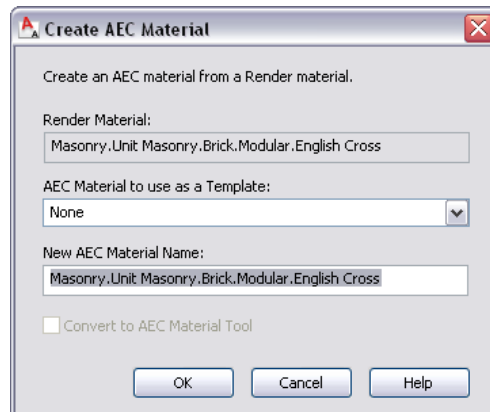 Create AEC Material
Create an AEC material from a Render material.
Render Material:
Masonry.Unit Masonry.Brick.Modular.English Cross
AEC Material to use as a Template:
None
New AEC Material Name:
Masonry.Unit Masonry.Brick.Modular.English Cross
Convert to AEC Material Tool
OK Cancel Help